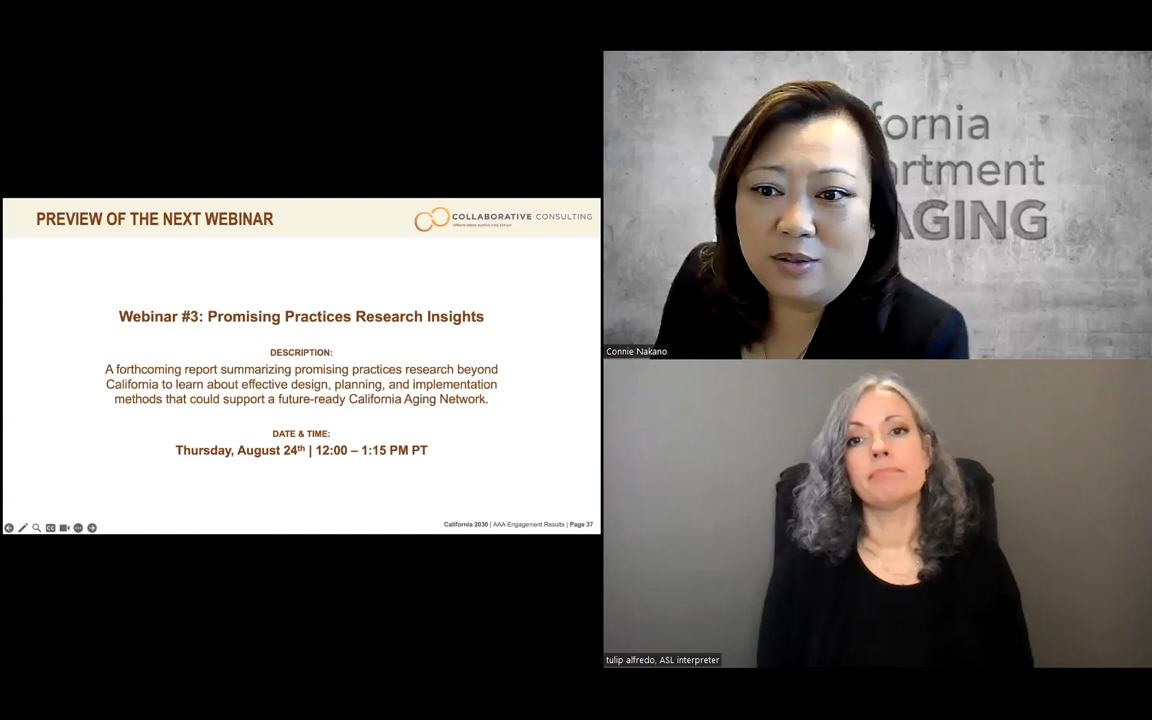 PREVIEW OF THE NEXT WEBINAR
COLLABORATIVE CONSULTING
Webinar #3: Promising Practices Research Insights
DESCRIPTION:
A forthcoming report summarizing promising practices research beyond
California to learn about effective design, planning, and implementation
methods that could support a future-ready California Aging Network.
DATE & TIME:
Thursday, August 24th | 12:00 – 1:15 PM PT
CC
California 2030 | AAA Engagement Results | Page 37
fornia
artment
AGING
Connie Nakano
tulip alfredo, ASL interpreter